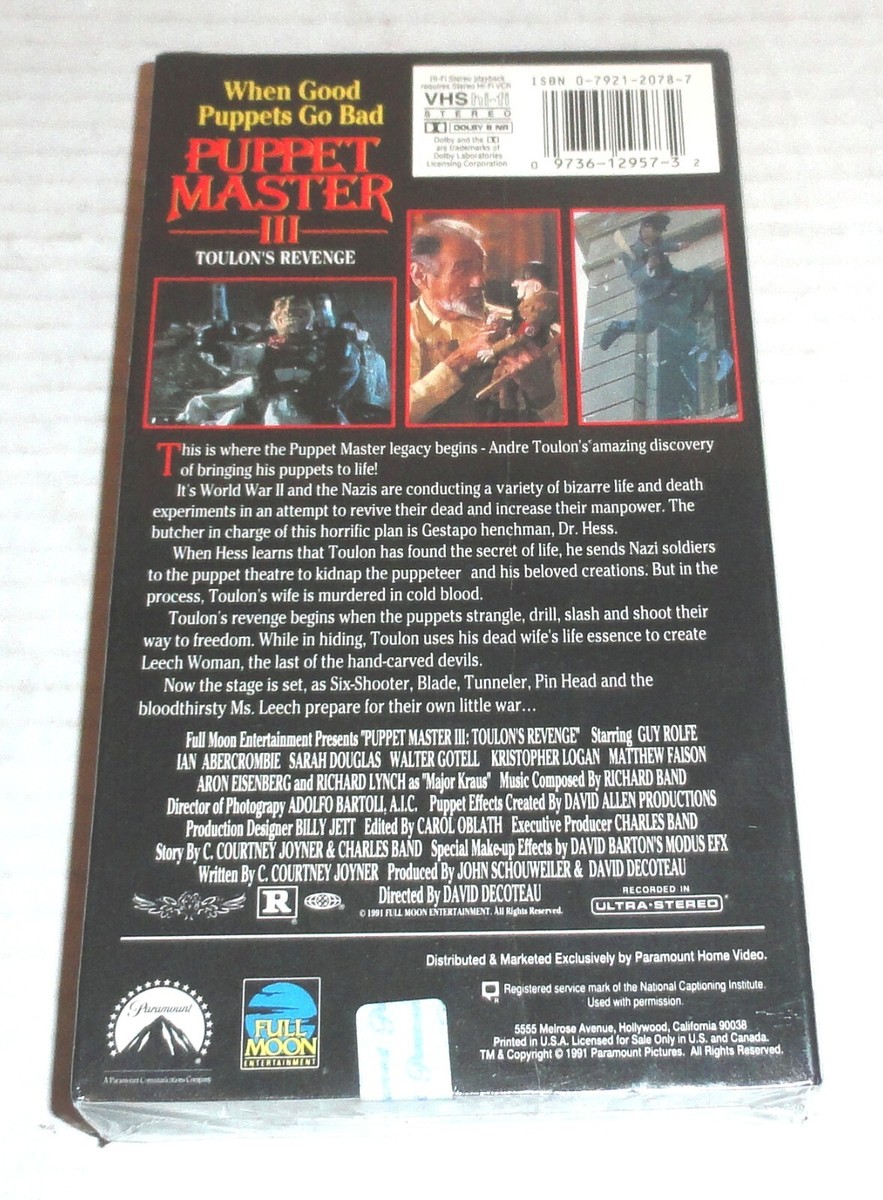 When Good
Puppets Go Bad
PUPPET
MASTER
III
TOULON'S REVENGE
Hi-Fi Stereo playback
requires Stereo Hi-Fi VCR
VHS hi-fi
STEREO
DOLBY B NR
Dolby and the
are trademarks of
Dolby Laboratories
Licensing Corporation
ISBN 0-7921-2078-7
0 9736-12957-3 2
This is where the Puppet Master legacy begins - Andre Toulon's amazing discovery
of bringing his puppets to life!
It's World War II and the Nazis are conducting a variety of bizarre life and death
experiments in an attempt to revive their dead and increase their manpower. The
butcher in charge of this horrific plan is Gestapo henchman, Dr. Hess.
When Hess learns that Toulon has found the secret of life, he sends Nazi soldiers
to the puppet theatre to kidnap the puppeteer and his beloved creations. But in the
process, Toulon's wife is murdered in cold blood.
Toulon's revenge begins when the puppets strangle, drill, slash and shoot their
way to freedom. While in hiding, Toulon uses his dead wife's life essence to create
Leech Woman, the last of the hand-carved devils.
Now the stage is set, as Six-Shooter, Blade, Tunneler, Pin Head and the
bloodthirsty Ms. Leech prepare for their own little war...
Full Moon Entertainment Presents "PUPPET MASTER III: TOULON'S REVENGE" Starring GUY ROLFE
IAN ABERCROMBIE SARAH DOUGLAS WALTER GOTELL KRISTOPHER LOGAN MATTHEW FAISON
ARON EISENBERG and RICHARD LYNCH as "Major Kraus" Music Composed By RICHARD BAND
Director of Photograpy ADOLFO BARTOLI, A.I.C. Puppet Effects Created By DAVID ALLEN PRODUCTIONS
Production Designer BILLY JETT Edited By CAROL OBLATH Executive Producer CHARLES BAND
Story By C. COURTNEY JOYNER & CHARLES BAND Special Make-up Effects by DAVID BARTON'S MODUS EFX
Written By C. COURTNEY JOYNER Produced By JOHN SCHOUWEILER & DAVID DECOTEAU
Directed By DAVID DECOTEAU
R
© 1991 FULL MOON ENTERTAINMENT. All Rights Reserved.
RECORDED IN
ULTRA-STEREO
Distributed & Marketed Exclusively by Paramount Home Video.
Registered service mark of the National Captioning Institute.
Used with permission.
5555 Melrose Avenue, Hollywood, California 90038
Printed in U.S.A. Licensed for Sale Only in U.S. and Canada.
TM & Copyright © 1991 Paramount Pictures. All Rights Reserved.
Paramount
A Paramount Communications Company
FULL
MOON
ENTERTAINMENT